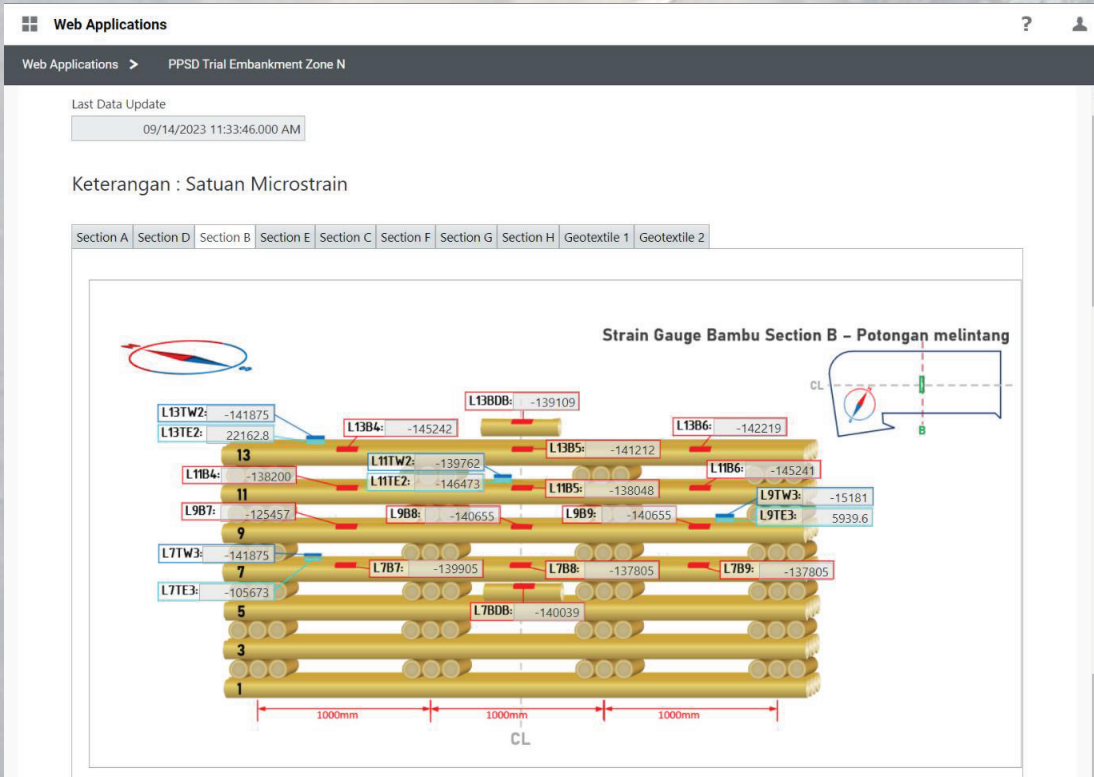 Web Applications
?
Web Applications > PPSD Trial Embankment Zone N
Last Data Update
09/14/2023 11:33:46.000 AM
Keterangan : Satuan Microstrain
Section A Section D Section B Section E Section C Section F Section G Section H Geotextile 1 Geotextile 2
Strain Gauge Bambu Section B – Potongan melintang
CL
B
L13BDB: -139109
L13TW2: -141875
L13TE2: 22162.8
L13B4: -145242
L13B6: -142219
13
L13B5: -141212
L11TW2: -139762
L11TE2: -146473
L11B4: -138200
L11B6: -145241
11
L11B5: -138048
L9TW3: -15181
L9TE3: 5939.6
L9B7: -125457
L9B8: -140655
L9B9: -140655
9
L7TW3: -141875
7
L7B7: -139905
L7B8: -137805
L7B9: -137805
L7TE3: -105673
5
L7BDB: -140039
3
1
1000mm 1000mm 1000mm
CL